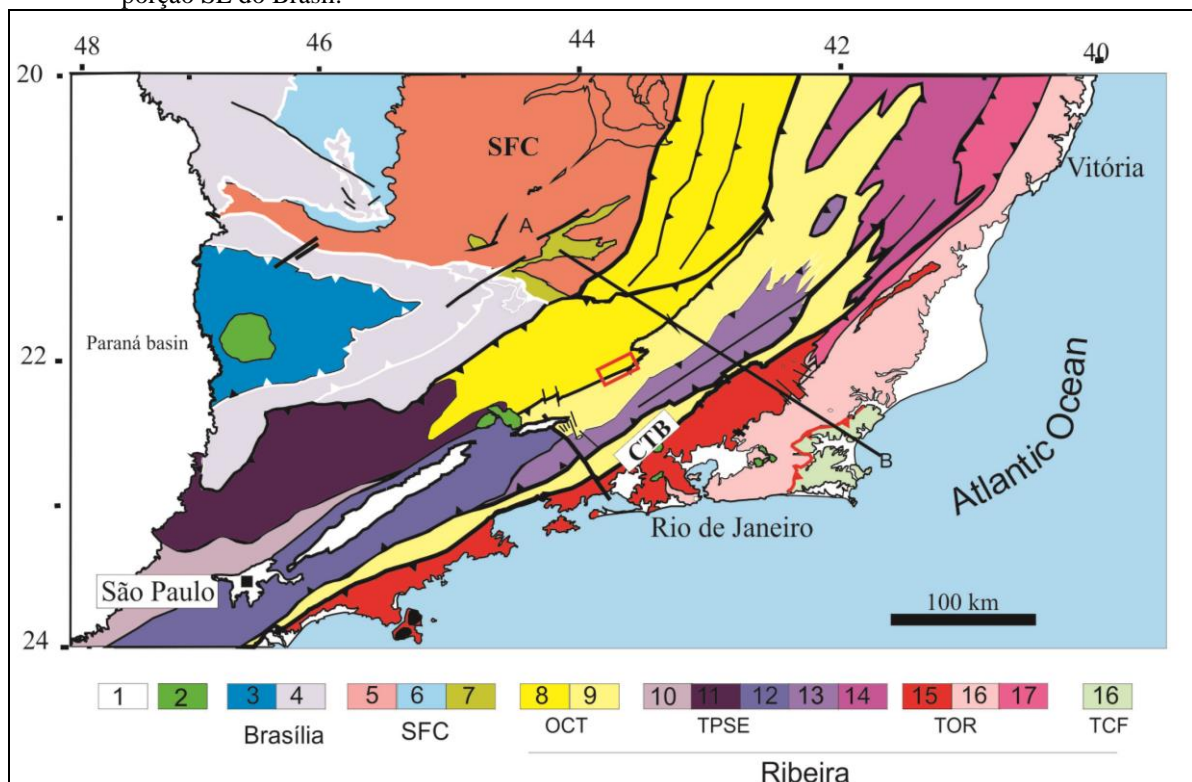 porção SE do Brasil.
48 46 44 42 40
20
SFC
Vitória
A
Paraná basin
22
CTB
B
Atlantic Ocean
Rio de Janeiro
São Paulo
100 km
24
1 2 3 4 5 6 7 8 9 10 11 12 13 14 15 16 17 16
Brasília SFC OCT TPSE TOR TCF
Ribeira